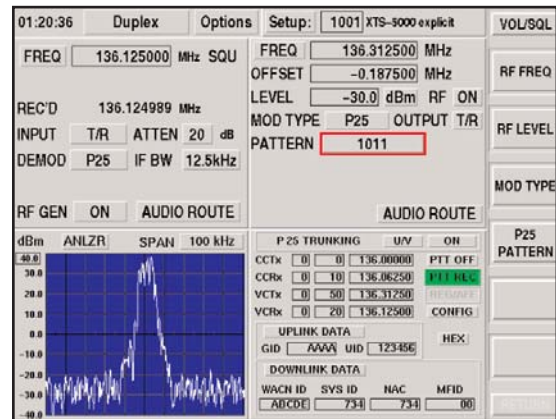 01:20:36 Duplex Options Setup: 1001 XTS-5000 explicit VOL/SQL
FREQ 136.125000 MHz SQU
REC'D 136.124989 MHz
INPUT T/R ATTEN 20 dB
DEMOD P25 IF BW 12.5kHz
RF GEN ON AUDIO ROUTE
FREQ 136.312500 MHz
OFFSET -0.187500 MHz
LEVEL -30.0 dBm RF ON
MOD TYPE P25 OUTPUT T/R
PATTERN 1011
AUDIO ROUTE
RF FREQ
RF LEVEL
MOD TYPE
P25
PATTERN
dBm ANLZR SPAN 100 kHz
40.0
30.0
20.0
10.0
0.0
-10.0
-20.0
-30.0
-40.0
P 25 TRUNKING U/V ON
CCTx 0 0 136.00000 PTT OFF
CCRx 0 10 136.06250 PTT REC
VCTx 0 50 136.31250
VCRx 0 20 136.12500 CONFIG
UPLINK DATA HEX
GID AAAA UID 123456
DOWNLINK DATA
WACN ID SYS ID NAC MFID
ABCDE 734 734 00
RETURN